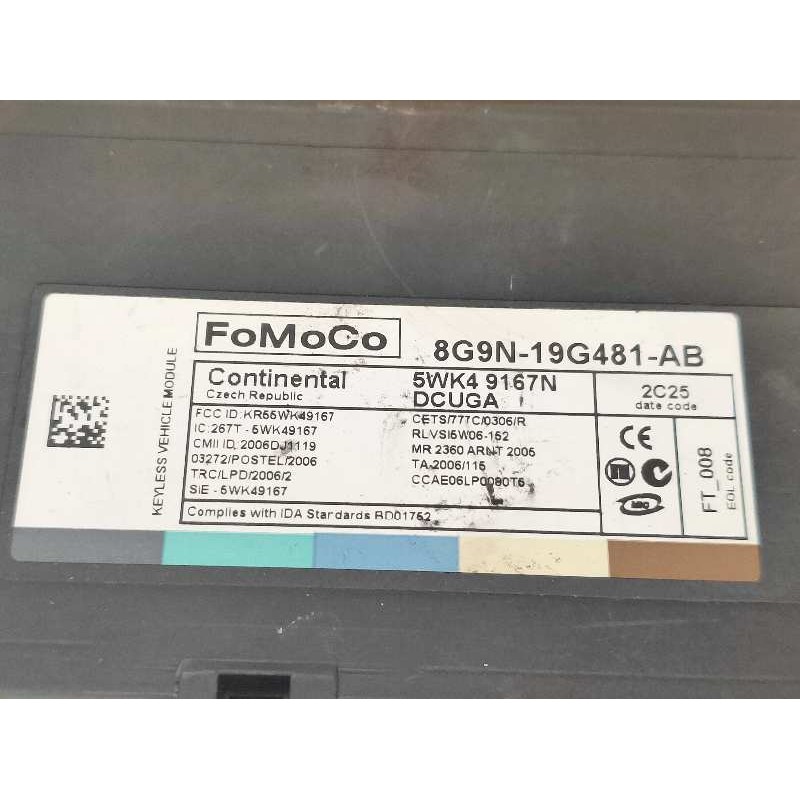 KEYLESS VEHICLE MODULE
FoMoCo
8G9N-19G481-AB
Continental
Czech Republic
5WK4 9167N
DCUGA
2C25
date code
FCC ID: KR55WK49167
IC:267T - 5WK49167
CMII ID, 2006DJ1119
03272/POSTEL/2006
TRC/LPD/2006/2
SIE - 5WK49167
CETS/777C/0306/R
RLVSI5W06-152
MR 2360 ARNT 2005
TA 2006/115
CCAE06LP0080T6
Complies with IDA Standards
CE
MIC
FT_008
EOL code